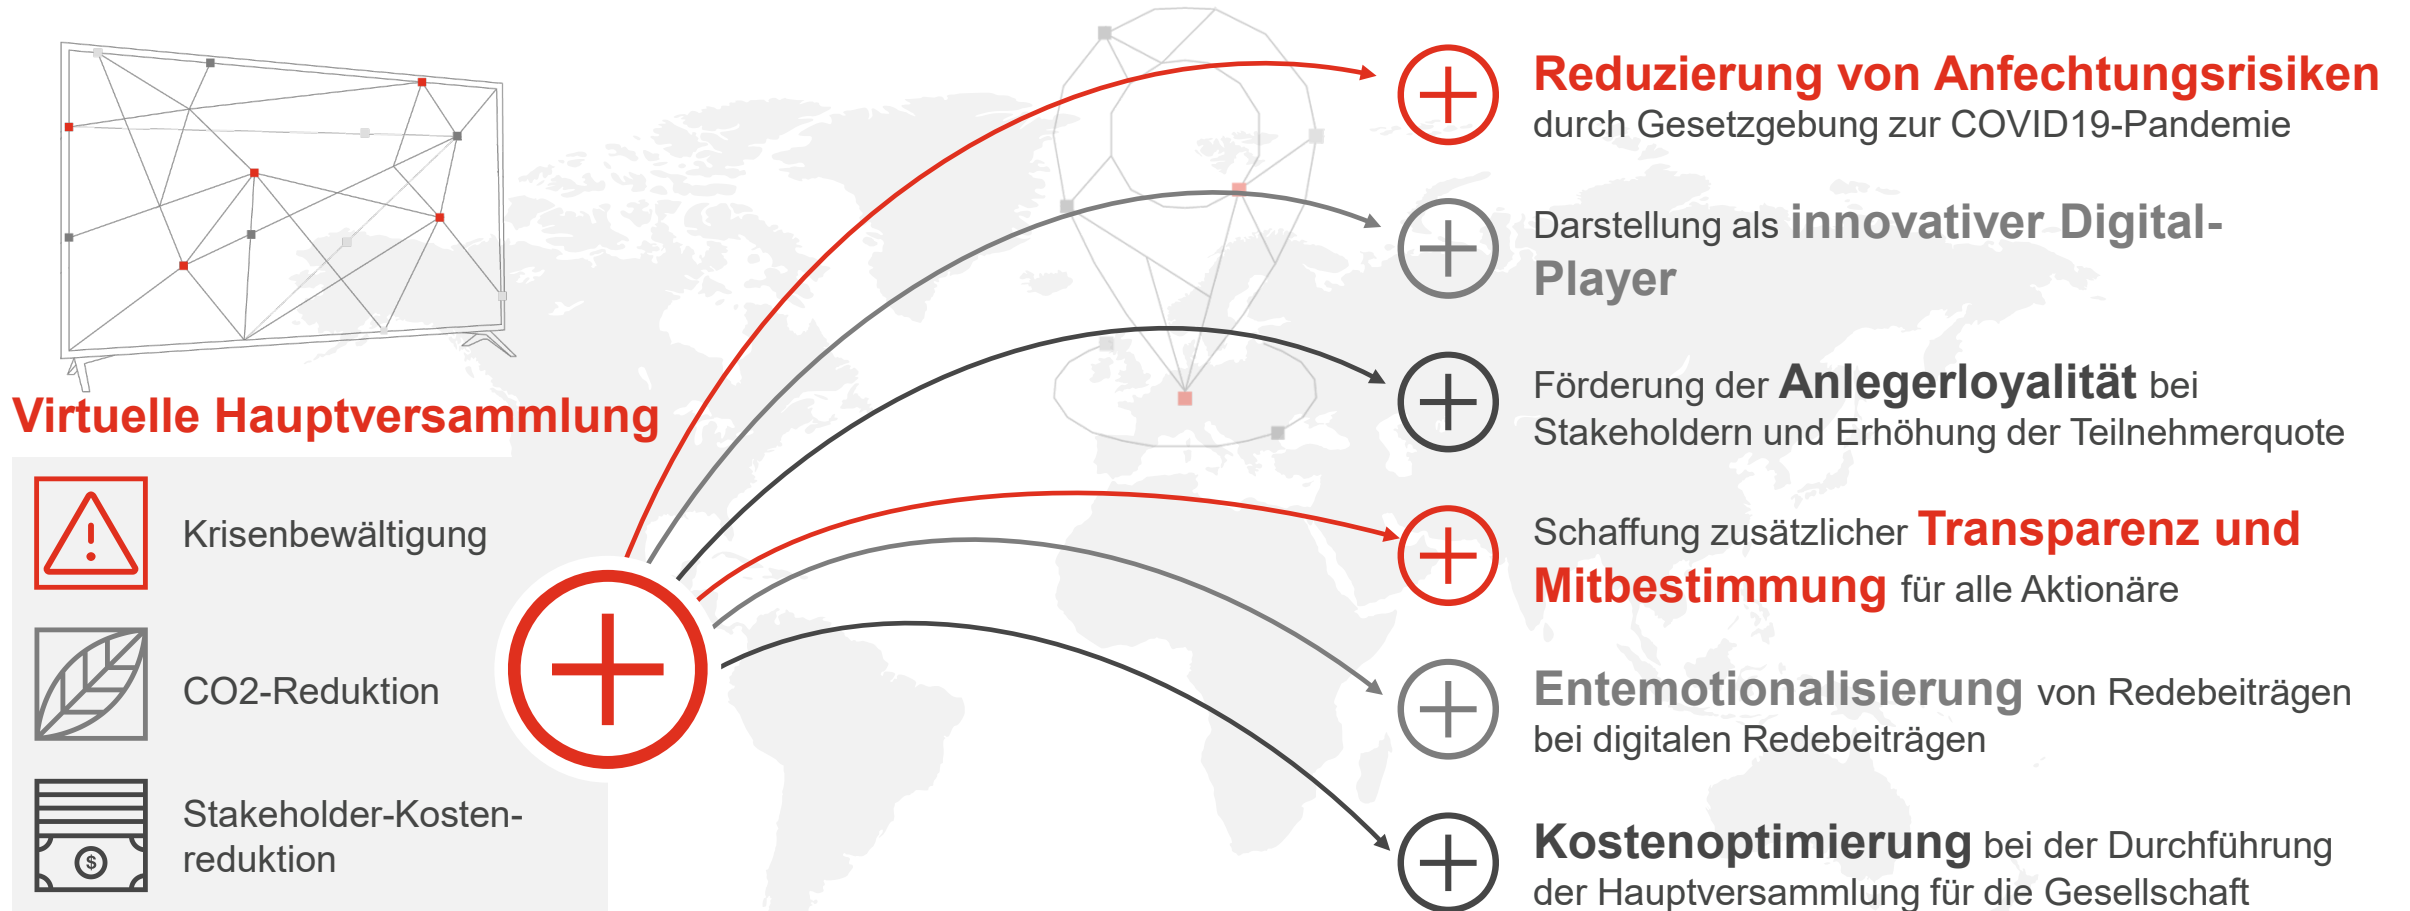 Virtuelle Hauptversammlung
Krisenbewältigung
CO2-Reduktion
Stakeholder-Kosten-
reduktion
$
Reduzierung von Anfechtungsrisiken
durch Gesetzgebung zur COVID19-Pandemie
Darstellung als innovativer Digital-
Player
Förderung der Anlegerloyalität bei
Stakeholdern und Erhöhung der Teilnehmerquote
Schaffung zusätzlicher Transparenz und
Mitbestimmung für alle Aktionäre
Entemotionalisierung von Redebeiträgen
bei digitalen Redebeiträgen
Kostenoptimierung bei der Durchführung
der Hauptversammlung für die Gesellschaft